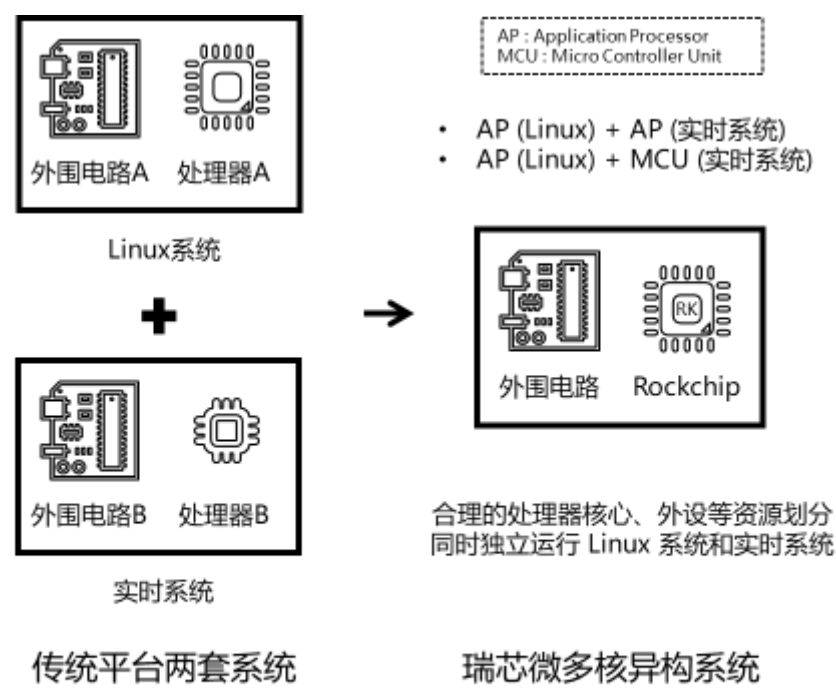 外围电路A 处理器A
Linux系统
外围电路B 处理器B
实时系统
传统平台两套系统
AP : Application Processor
MCU : Micro Controller Unit
• AP (Linux) + AP (实时系统)
• AP (Linux) + MCU (实时系统)
RK
外围电路 Rockchip
合理的处理器核心、外设等资源划分
同时独立运行 Linux 系统和实时系统
瑞芯微多核异构系统